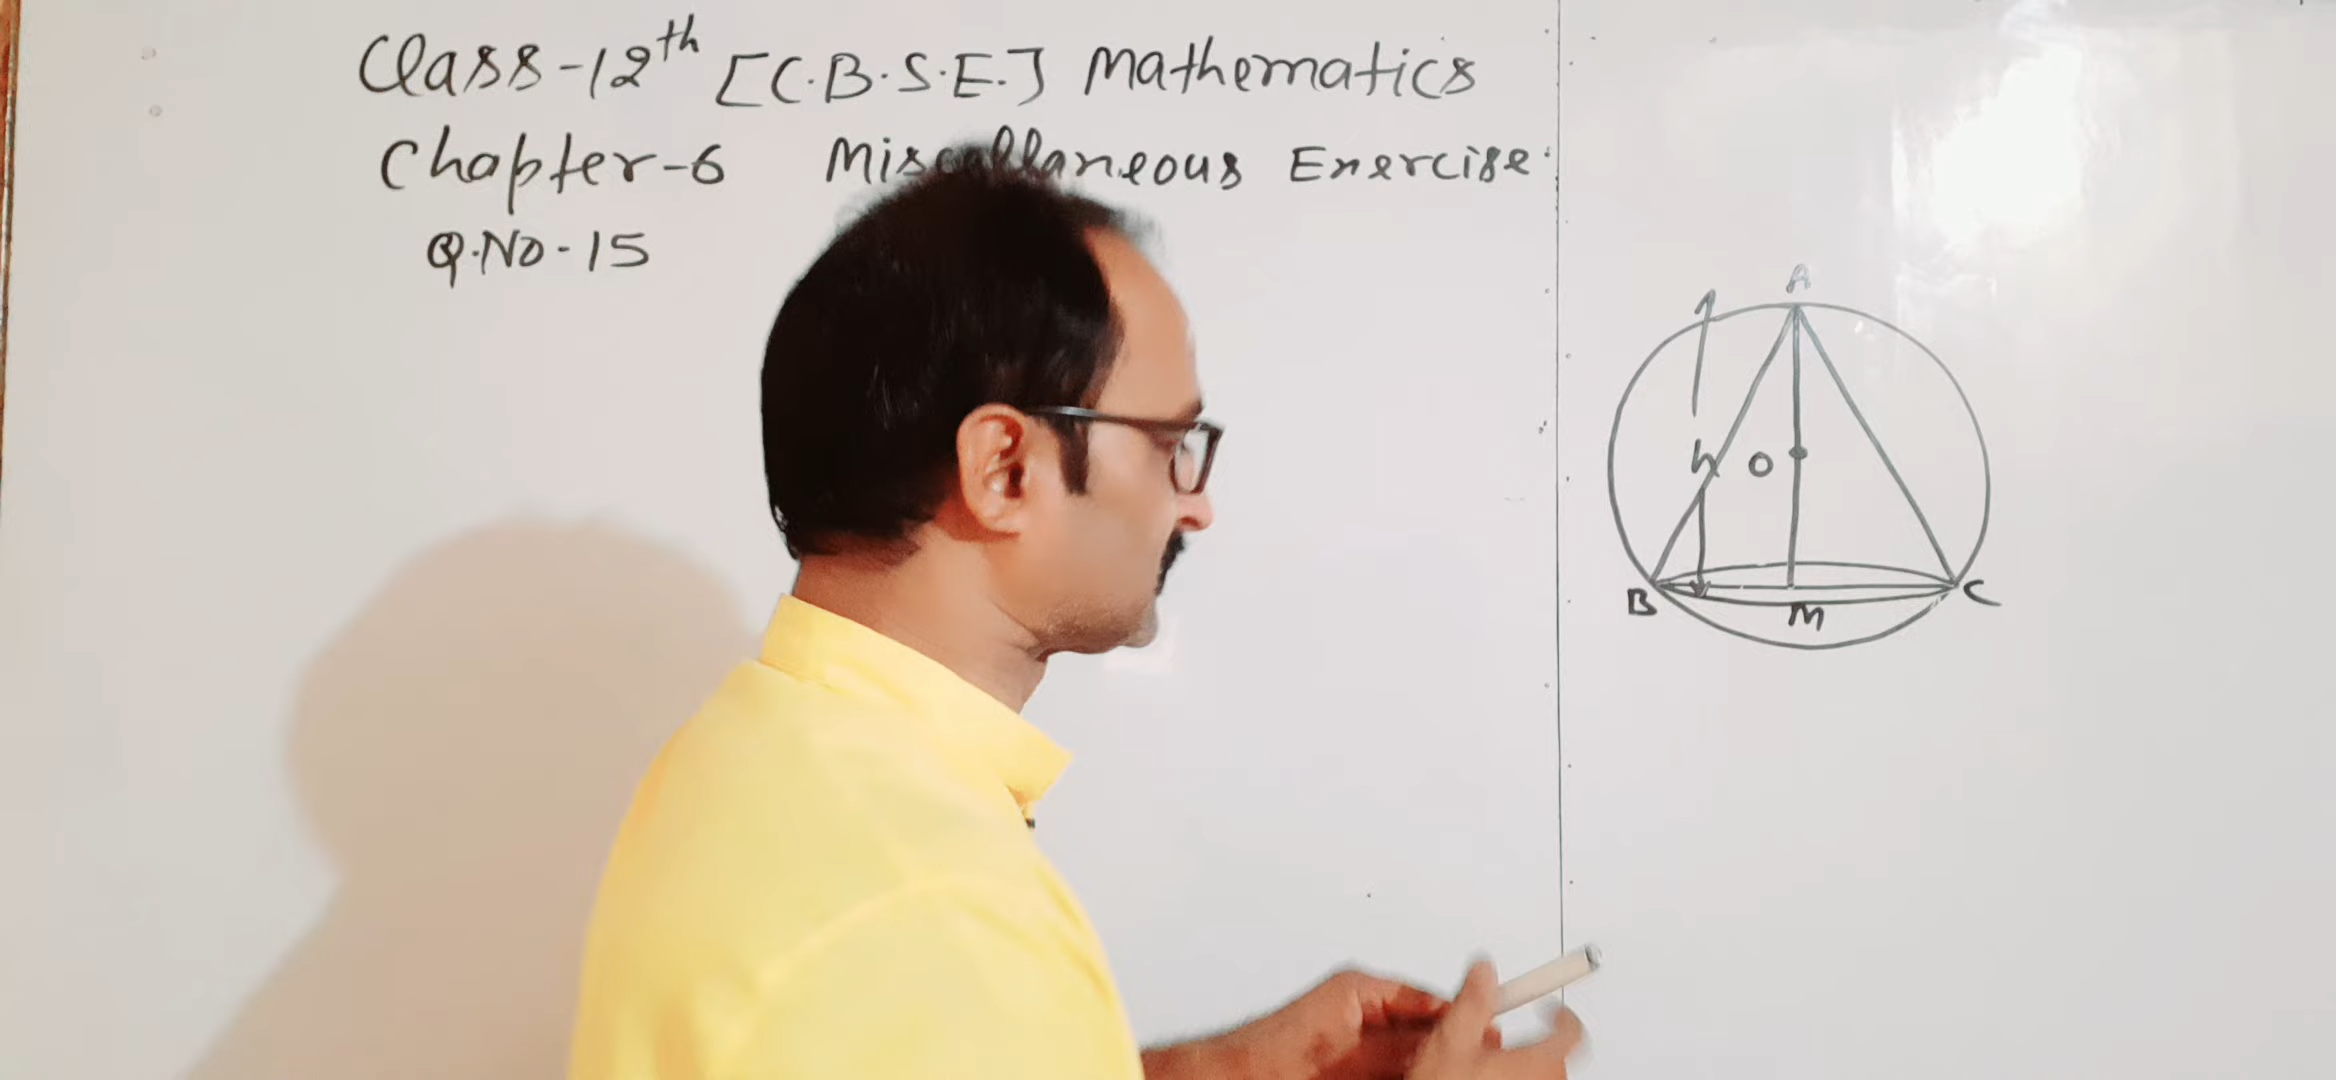 Class-12th [C.B.S.E.] Mathematics
Chapter-6 Miscellaneous Exercise
Q.No-15
A
h O
B M C